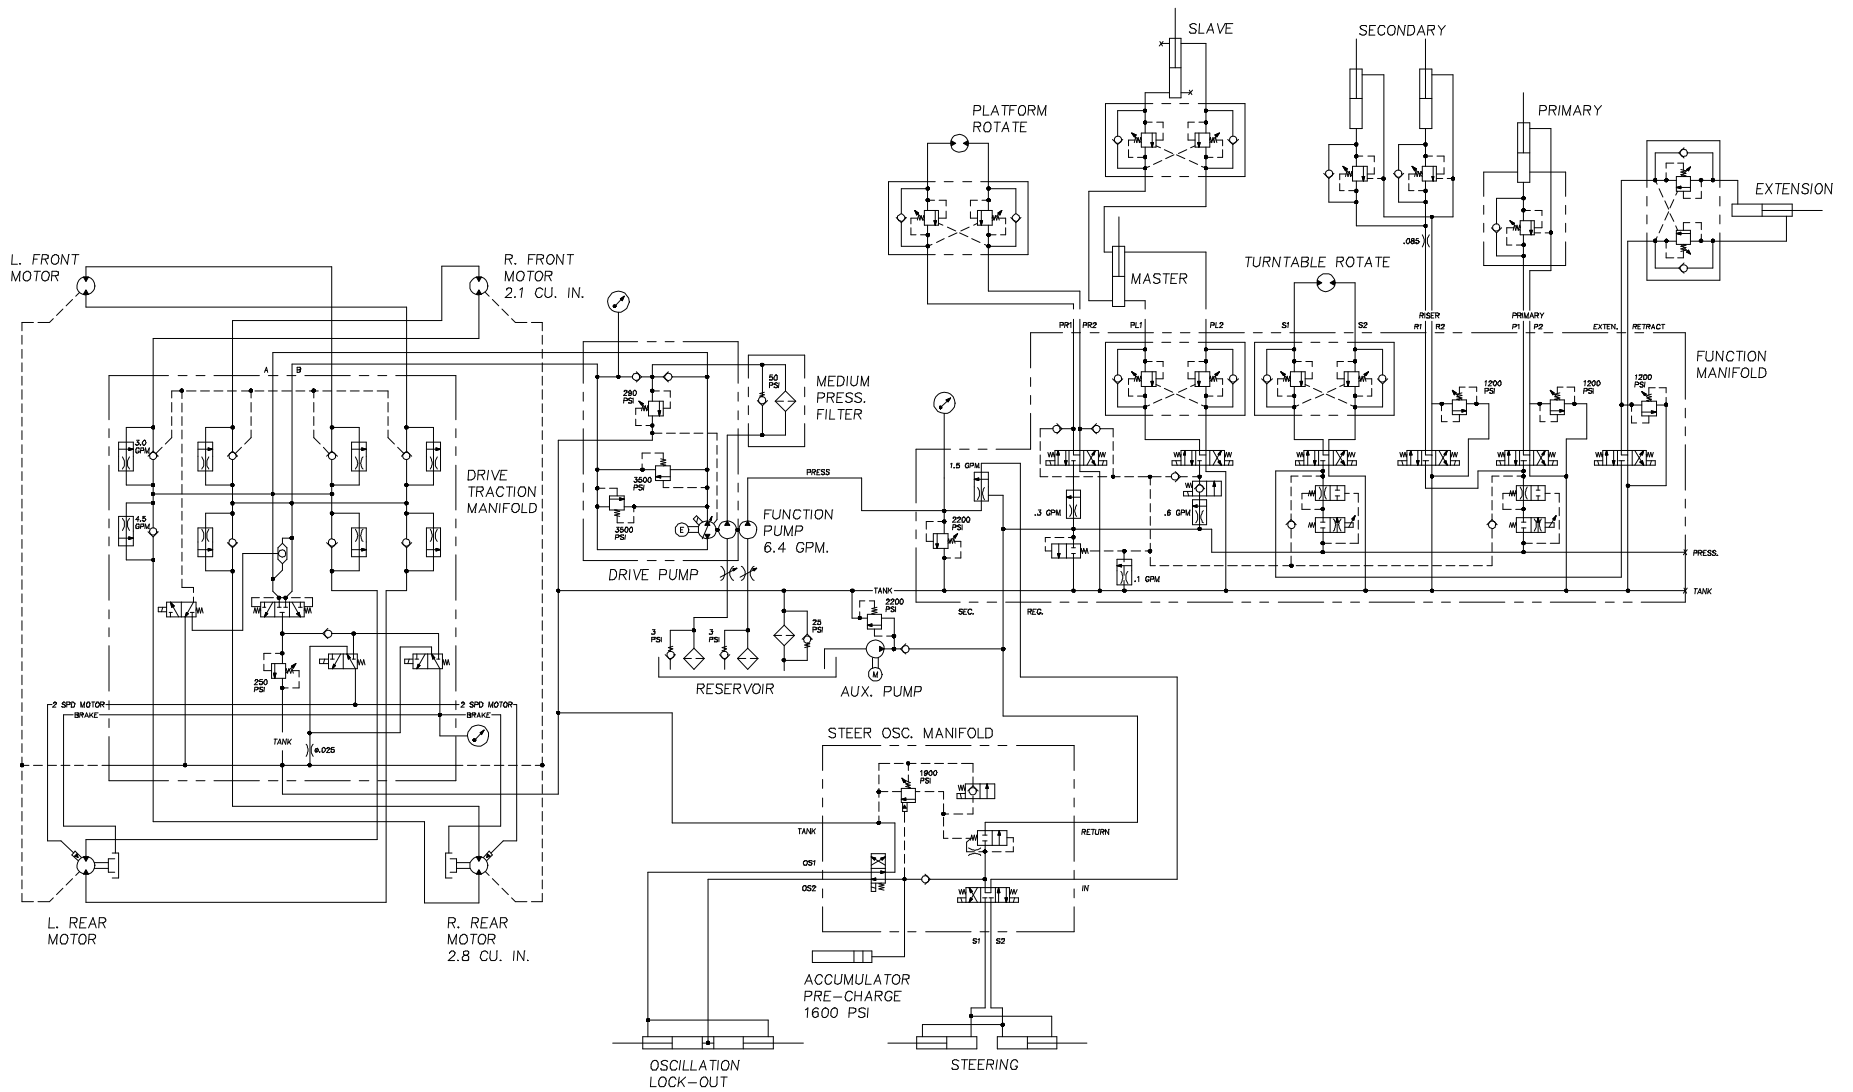 SLAVE
SECONDARY
PLATFORM
ROTATE
PRIMARY
EXTENSION
.085
L. FRONT
MOTOR
R. FRONT
MOTOR
2.1 CU. IN.
MASTER
TURNTABLE ROTATE
PR1
PR2
PL1
PL2
S1
S2
RISER
R1
R2
PRIMARY
P1
P2
EXTEN.
RETRACT
FUNCTION
MANIFOLD
A
B
50
PSI
MEDIUM
PRESS.
FILTER
290
PSI
1200
PSI
1200
PSI
1200
PSI
3.0
GPM
DRIVE
TRACTION
MANIFOLD
3500
PSI
3500
PSI
PRESS
1.5 GPM
.3 GPM
.6 GPM
4.5
GPM
E
FUNCTION
PUMP
6.4 GPM.
2200
PSI
PRESS.
DRIVE PUMP
.1 GPM
TANK
TANK
SEC.
REG.
2200
PSI
3
PSI
3
PSI
25
PSI
M
RESERVOIR
AUX. PUMP
250
PSI
2 SPD MOTOR
BRAKE
2 SPD MOTOR
BRAKE
TANK
ø.025
STEER OSC. MANIFOLD
1900
PSI
TANK
RETURN
OS1
OS2
IN
S1
S2
L. REAR
MOTOR
R. REAR
MOTOR
2.8 CU. IN.
ACCUMULATOR
PRE-CHARGE
1600 PSI
OSCILLATION
LOCK-OUT
STEERING